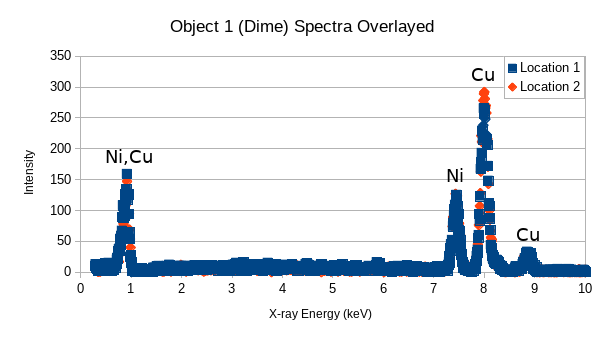 Object 1 (Dime) Spectra Overlayed
350
300
250
200
150
100
50
0
Intensity
Ni,Cu
Ni
Cu
Cu
Location 1
Location 2
0 1 2 3 4 5 6 7 8 9 10
X-ray Energy (keV)